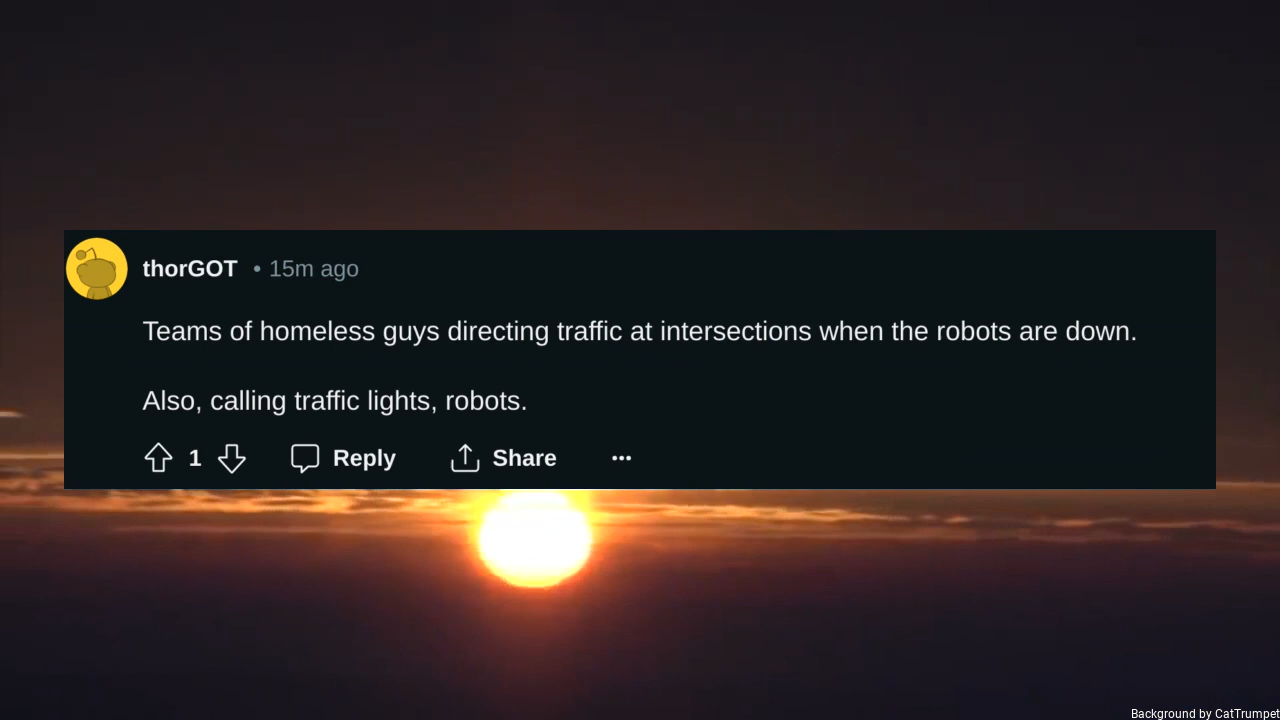 thorGOT • 15m ago
Teams of homeless guys directing traffic at intersections when the robots are down.
Also, calling traffic lights, robots.
1 Reply Share
Background by CatTrumpet